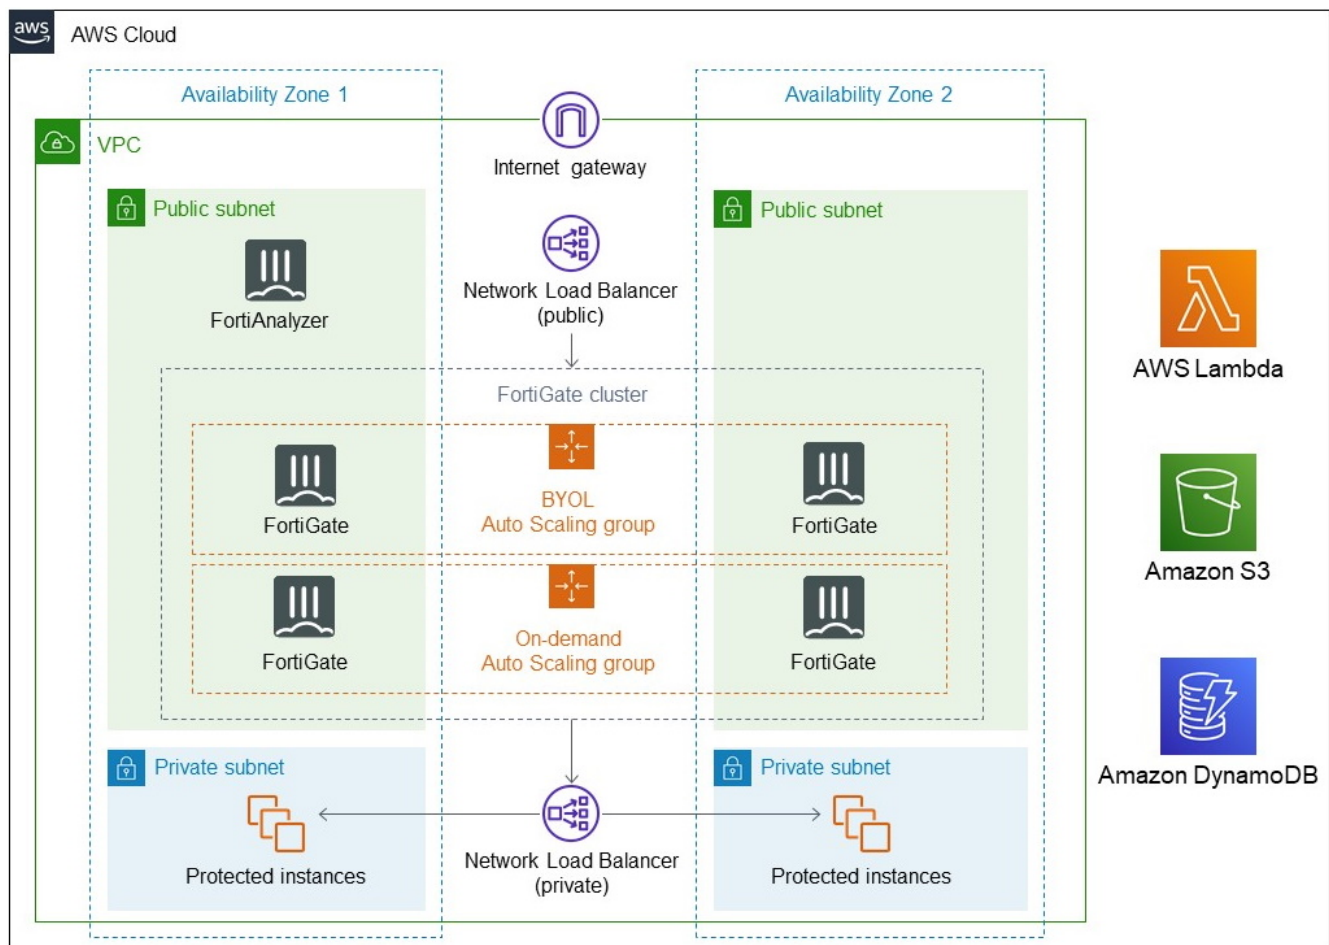 aws
AWS Cloud
Availability Zone 1
Availability Zone 2
VPC
Internet gateway
Public subnet
Public subnet
FortiAnalyzer
Network Load Balancer
(public)
AWS Lambda
FortiGate cluster
FortiGate
BYOL
Auto Scaling group
FortiGate
Amazon S3
FortiGate
On-demand
Auto Scaling group
FortiGate
Private subnet
Private subnet
Amazon DynamoDB
Protected instances
Network Load Balancer
(private)
Protected instances